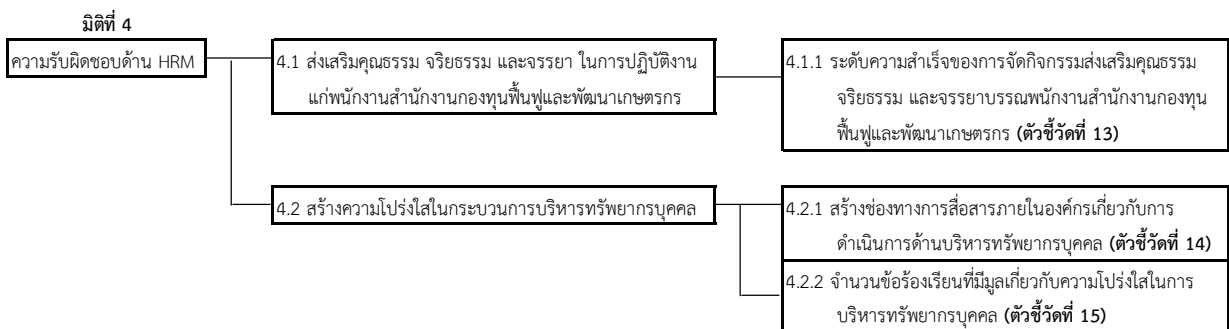 มิติที่ 4
ความรับผิดชอบด้าน HRM
4.1 ส่งเสริมคุณธรรม จริยธรรม และจรรยา ในการปฏิบัติงาน
แก่พนักงานสำนักงานกองทุนฟื้นฟูและพัฒนาเกษตรกร
4.1.1 ระดับความสำเร็จของการจัดกิจกรรมส่งเสริมคุณธรรม
จริยธรรม และจรรยาบรรณพนักงานสำนักงานกองทุน
ฟื้นฟูและพัฒนาเกษตรกร (ตัวชี้วัดที่ 13)
4.2 สร้างความโปร่งใสในกระบวนการบริหารทรัพยากรบุคคล
4.2.1 สร้างช่องทางการสื่อสารภายในองค์กรเกี่ยวกับการ
ดำเนินการด้านบริหารทรัพยากรบุคคล (ตัวชี้วัดที่ 14)
4.2.2 จำนวนข้อร้องเรียนที่มีมูลเกี่ยวกับความโปร่งใสในการ
บริหารทรัพยากรบุคคล (ตัวชี้วัดที่ 15)